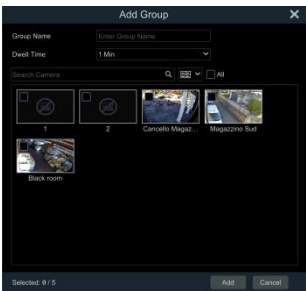 Add Group
Group Name Enter Group Name
Dwell Time 1 Min
Search Camera All
1 2 Cancello Magaz... Magazzino Sud
Black room
Selected: 0 / 5 Add Cancel